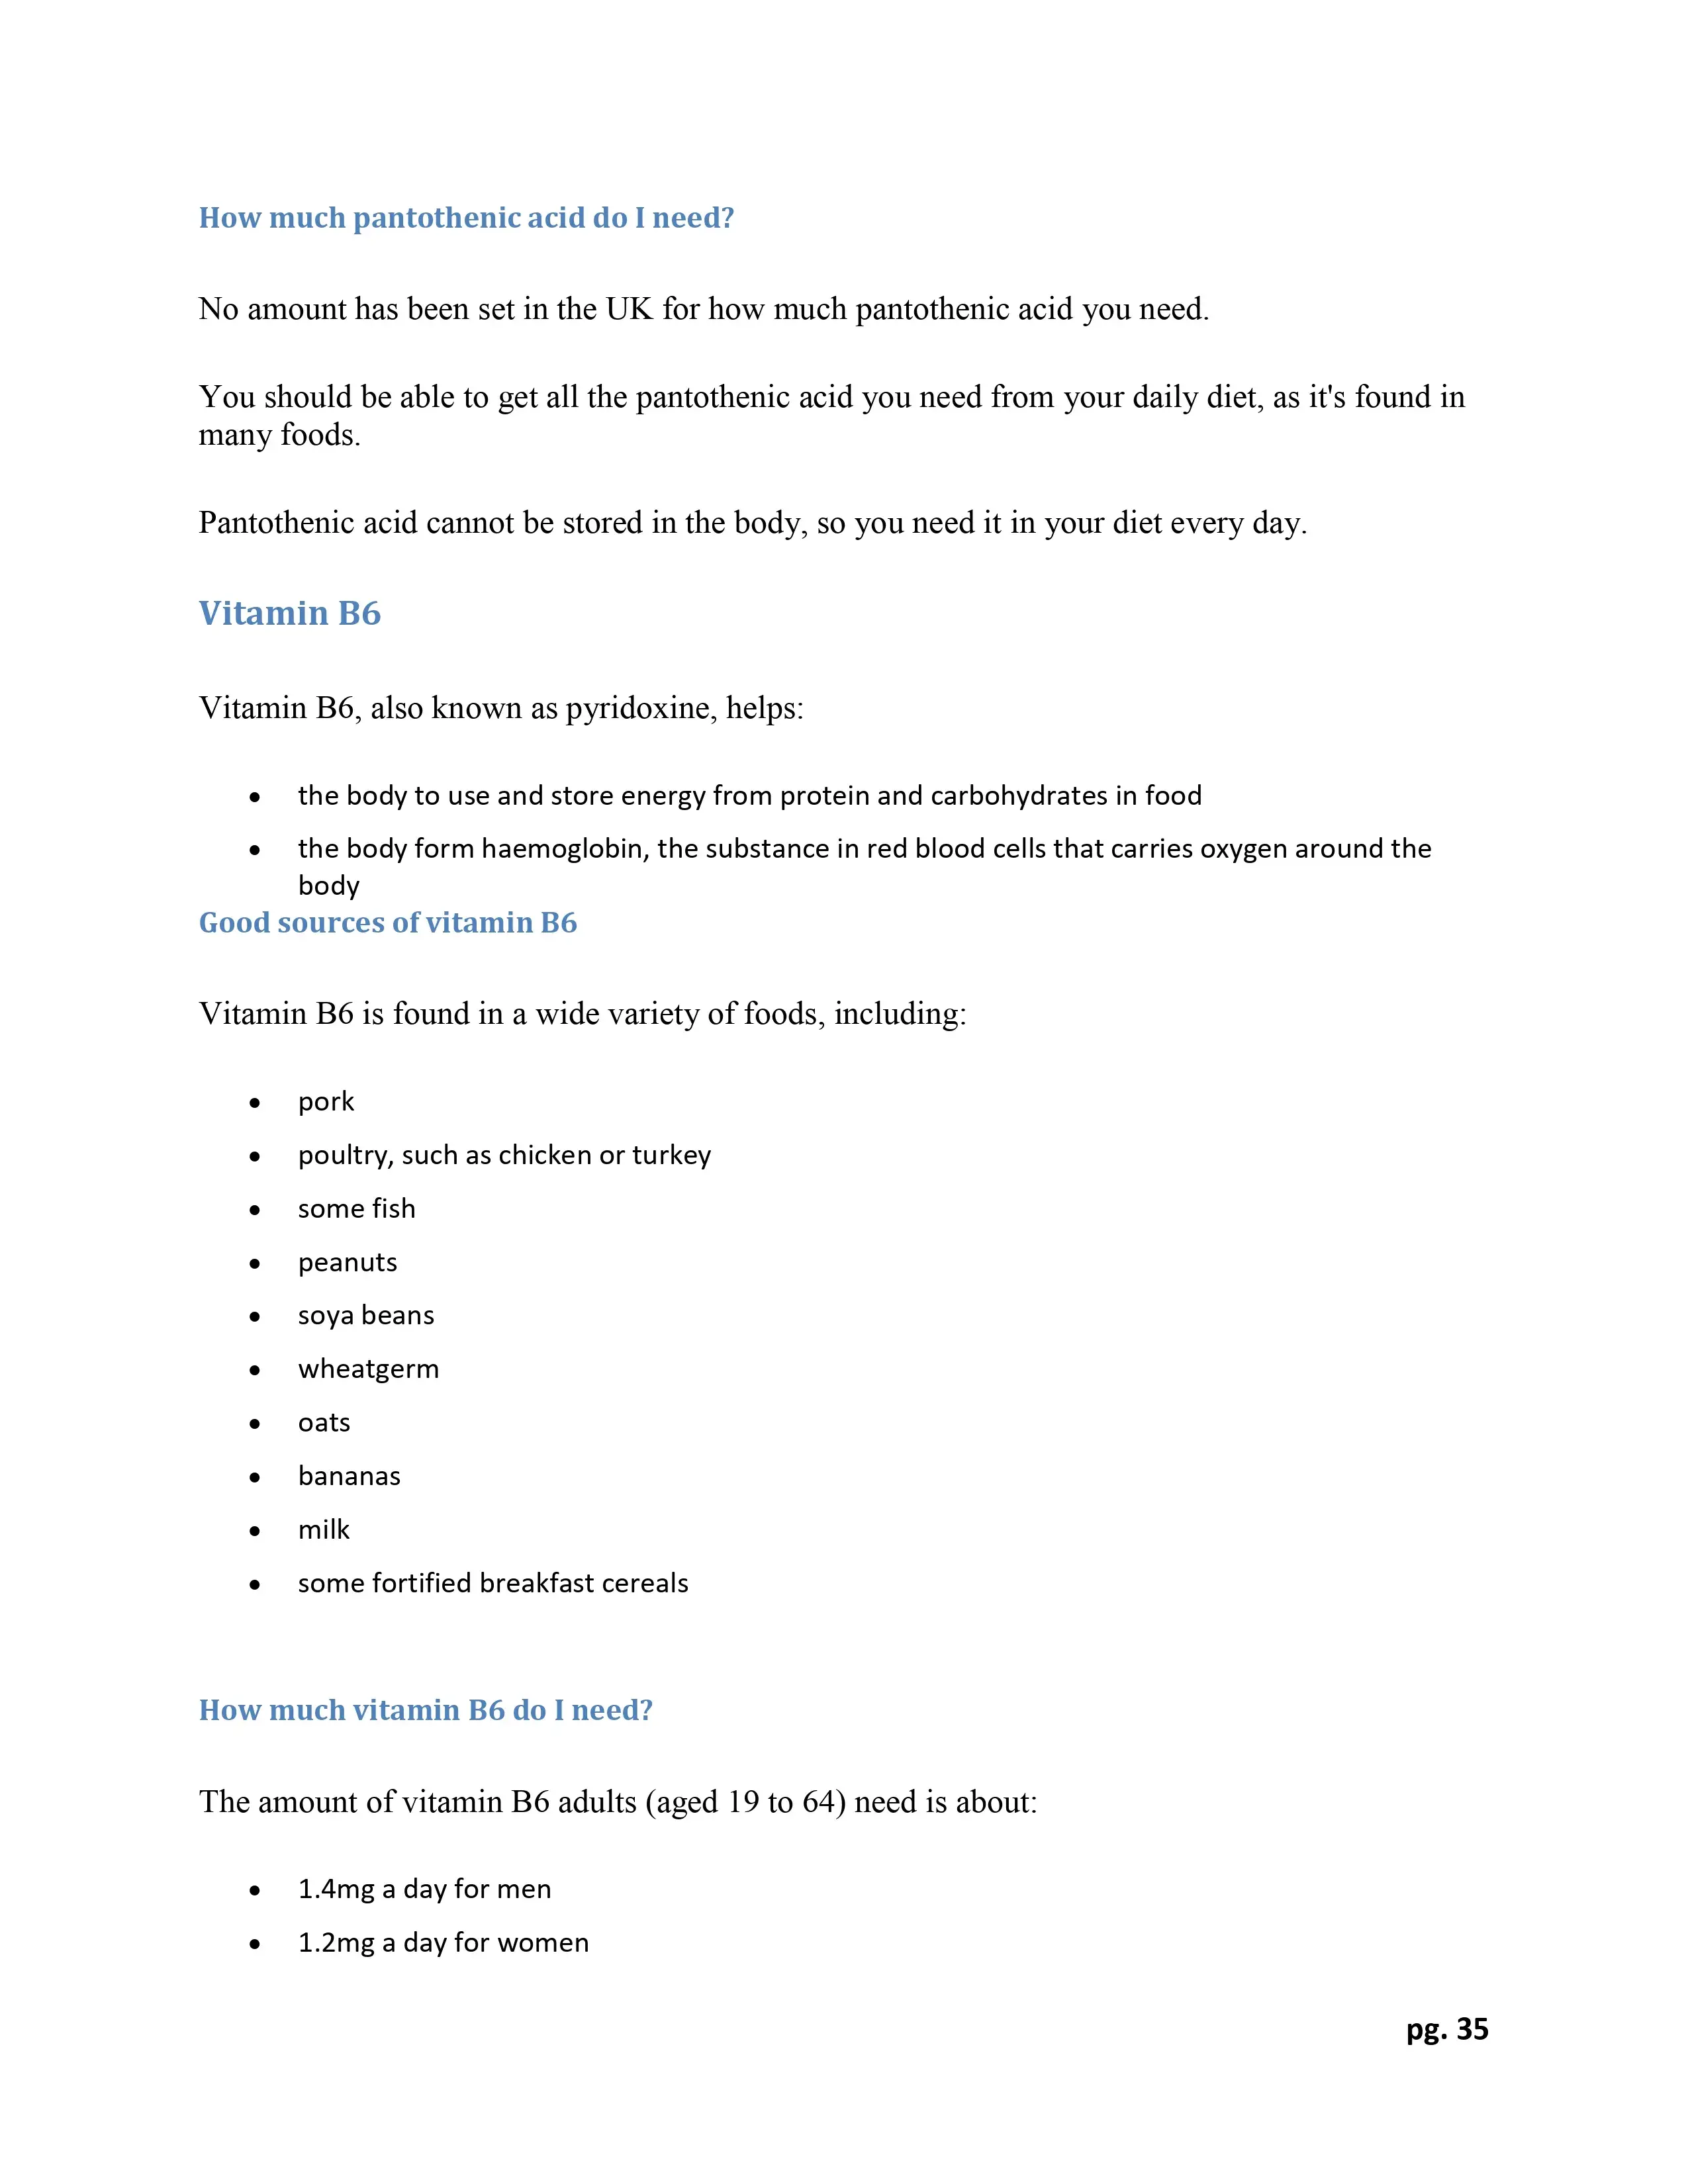 How much pantothenic acid do I need?
No amount has been set in the UK for how much pantothenic acid you need.
You should be able to get all the pantothenic acid you need from your daily diet, as it's found in
many foods.
Pantothenic acid cannot be stored in the body, so you need it in your diet every day.
Vitamin B6
Vitamin B6, also known as pyridoxine, helps:
• the body to use and store energy from protein and carbohydrates in food
• the body form haemoglobin, the substance in red blood cells that carries oxygen around the
body
Good sources of vitamin B6
Vitamin B6 is found in a wide variety of foods, including:
• pork
• poultry, such as chicken or turkey
• some fish
• peanuts
• soya beans
• wheatgerm
• oats
• bananas
• milk
• some fortified breakfast cereals
How much vitamin B6 do I need?
The amount of vitamin B6 adults (aged 19 to 64) need is about:
• 1.4mg a day for men
• 1.2mg a day for women
pg. 35